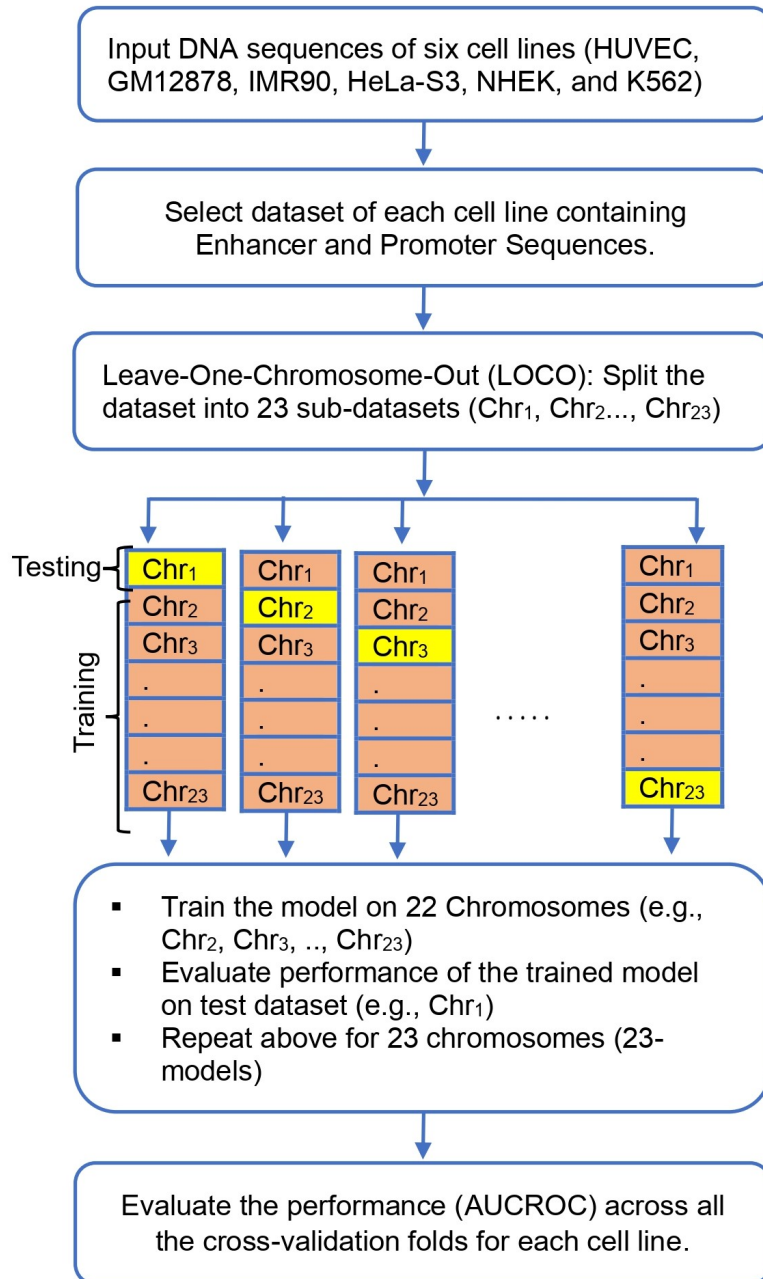 Input DNA sequences of six cell lines (HUVEC,
GM12878, IMR90, HeLa-S3, NHEK, and K562)
Select dataset of each cell line containing
Enhancer and Promoter Sequences.
Leave-One-Chromosome-Out (LOCO): Split the
dataset into 23 sub-datasets (Chr₁, Chr₂..., Chr₂₃)
Testing
Training
Chr₁
Chr₂
Chr₃
.
.
.
Chr₂₃
Chr₁
Chr₂
Chr₃
.
.
.
Chr₂₃
Chr₁
Chr₂
Chr₃
.
.
.
Chr₂₃
.....
Chr₁
Chr₂
Chr₃
.
.
.
Chr₂₃
▪ Train the model on 22 Chromosomes (e.g.,
Chr₂, Chr₃, .., Chr₂₃)
▪ Evaluate performance of the trained model
on test dataset (e.g., Chr₁)
▪ Repeat above for 23 chromosomes (23-
models)
Evaluate the performance (AUCROC) across all
the cross-validation folds for each cell line.